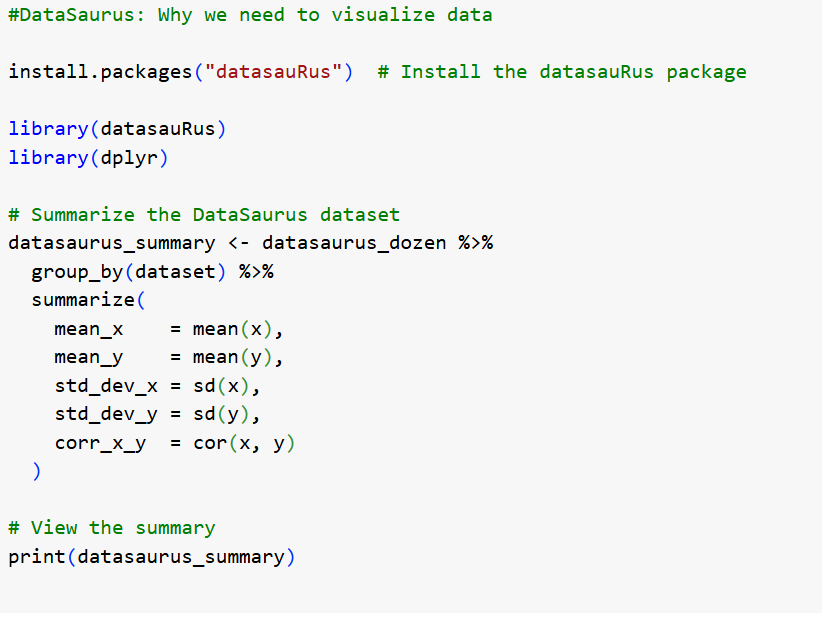 #DataSaurus: Why we need to visualize data
install.packages("datasauRus")  # Install the datasauRus package
library(datasauRus)
library(dplyr)
# Summarize the DataSaurus dataset
datasaurus_summary <- datasaurus_dozen %>%
  group_by(dataset) %>%
  summarize(
    mean_x    = mean(x),
    mean_y    = mean(y),
    std_dev_x = sd(x),
    std_dev_y = sd(y),
    corr_x_y  = cor(x, y)
  )
# View the summary
print(datasaurus_summary)